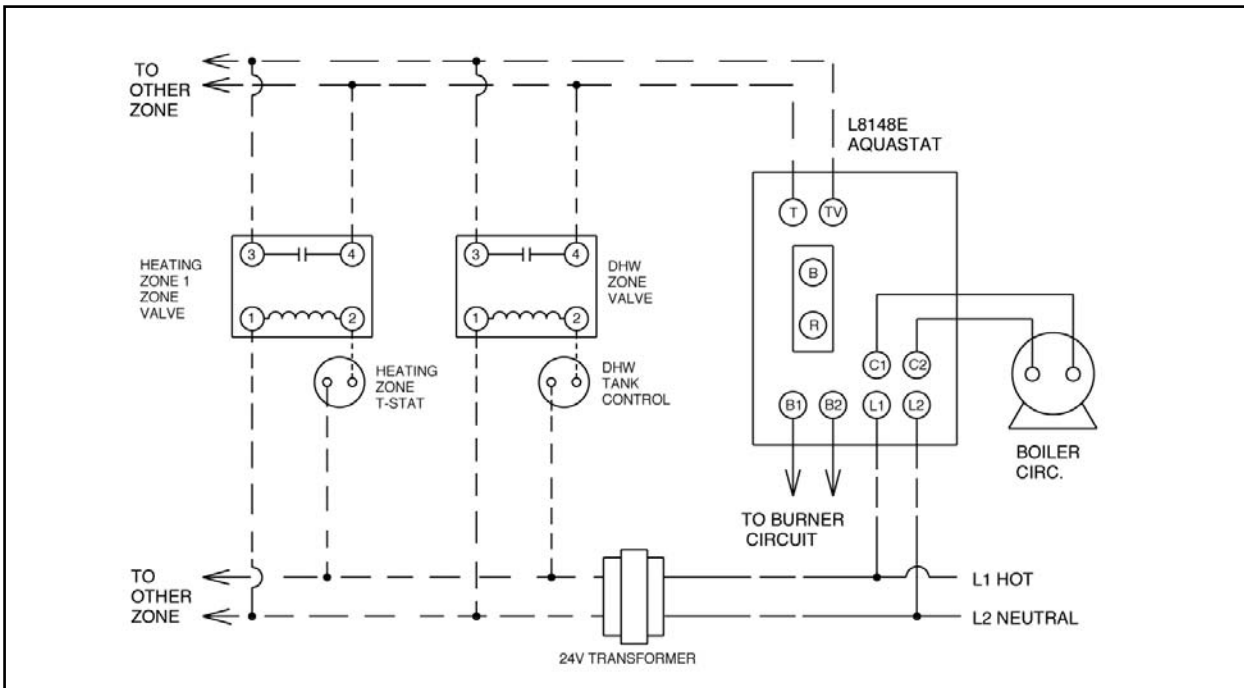 TO
OTHER
ZONE
L8148E
AQUASTAT
T
TV
HEATING
ZONE 1
ZONE
VALVE
3
4
1
2
3
4
1
2
DHW
ZONE
VALVE
B
R
C1
C2
HEATING
ZONE
T-STAT
DHW
TANK
CONTROL
B1
B2
L1
L2
BOILER
CIRC.
TO BURNER
CIRCUIT
TO
OTHER
ZONE
L1 HOT
L2 NEUTRAL
24V TRANSFORMER